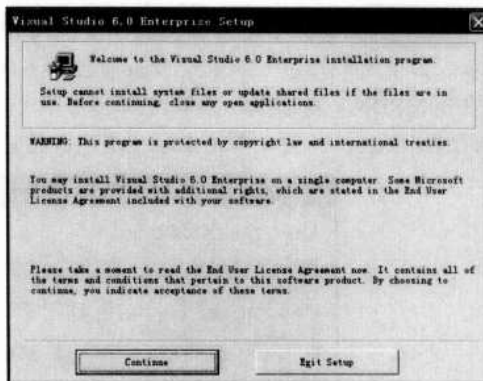 Visual Studio 6.0 Enterprise Setup
Welcome to the Visual Studio 6.0 Enterprise installation program.
Setup cannot install system files or update shared files if the files are in
use. Before continuing, close any open applications.
WARNING: This program is protected by copyright law and international treaties.
You may install Visual Studio 6.0 Enterprise on a single computer. Some Microsoft
products are provided with additional rights, which are stated in the End User
License Agreement included with your software.
Please take a moment to read the End User License Agreement now. It contains all of
the terms and conditions that pertain to this software product. By choosing to
continue, you indicate acceptance of these terms.
Continue
Exit Setup